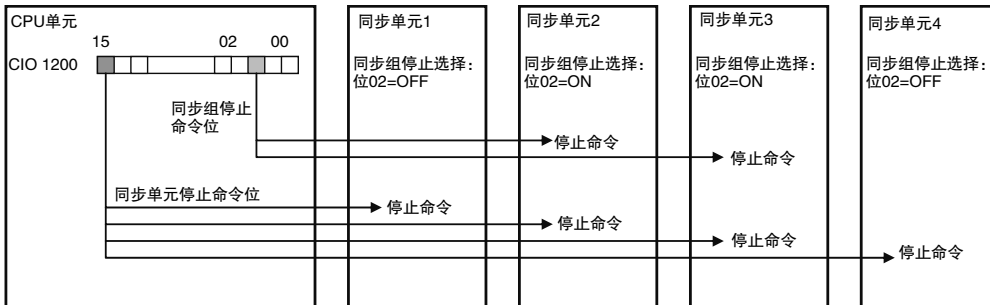 CPU单元
同步单元1
同步单元2
同步单元3
同步单元4
15
02
00
CIO 1200
同步组停止选择：
位02=OFF
同步组停止选择：
位02=ON
同步组停止选择：
位02=ON
同步组停止选择：
位02=OFF
同步组停止
命令位
停止命令
停止命令
同步单元停止命令位
停止命令
停止命令
停止命令
停止命令